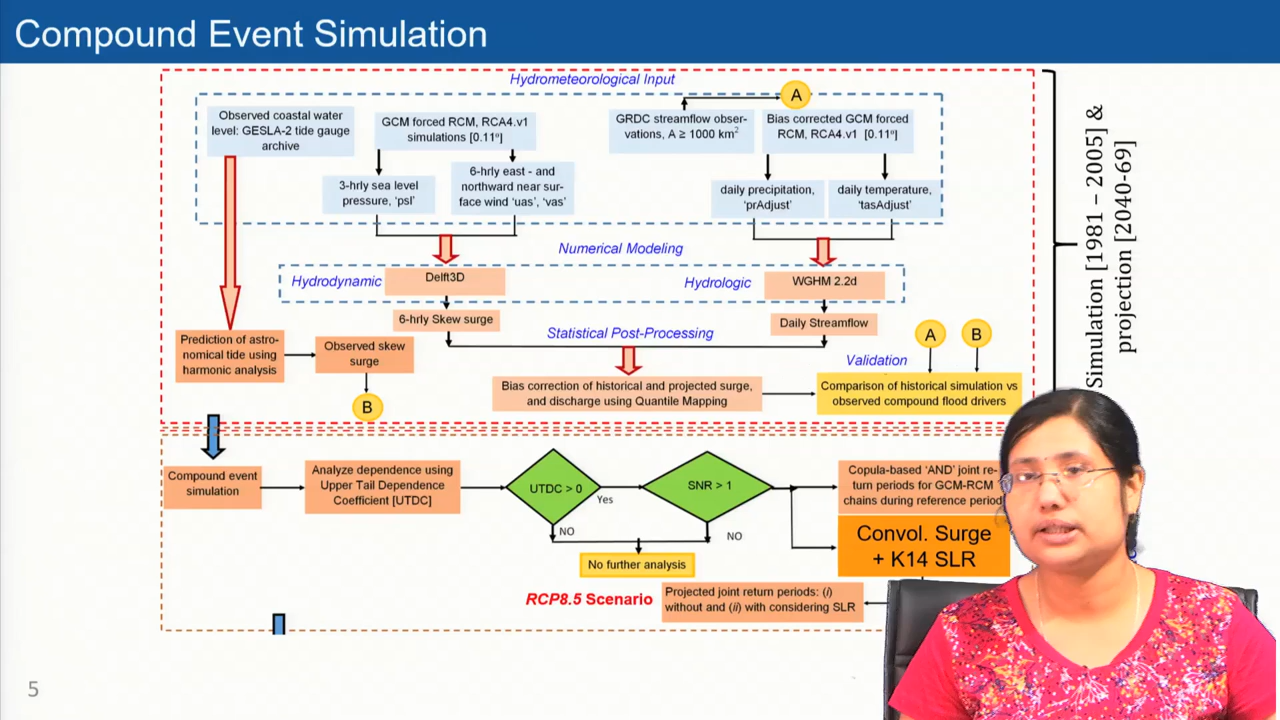 Compound Event Simulation
Hydrometeorological Input
Observed coastal water
level: GESLA-2 tide gauge
archive
GCM forced RCM, RCA4.v1
simulations [0.11º]
GRDC streamflow obser-
vations, A ≥ 1000 km²
A
Bias corrected GCM forced
RCM, RCA4.v1 [0.11º]
3-hrly sea level
pressure, 'psl'
6-hrly east - and
northward near sur-
face wind 'uas', 'vas'
daily precipitation,
'prAdjust'
daily temperature,
'tasAdjust'
Numerical Modeling
Hydrodynamic
Delft3D
Hydrologic
WGHM 2.2d
6-hrly Skew surge
Daily Streamflow
Statistical Post-Processing
Prediction of astro-
nomical tide using
harmonic analysis
Observed skew
surge
B
Bias correction of historical and projected surge,
and discharge using Quantile Mapping
Validation
A
B
Comparison of historical simulation vs
observed compound flood drivers
Simulation [1981 – 2005] &
projection [2040-69]
Compound event
simulation
Analyze dependence using
Upper Tail Dependence
Coefficient [UTDC]
UTDC > 0
Yes
NO
SNR > 1
NO
No further analysis
Copula-based 'AND' joint re-
turn periods for GCM-RCM
chains during reference period
Convol. Surge
+ K14 SLR
RCP8.5 Scenario
Projected joint return periods: (i)
without and (ii) with considering SLR
5